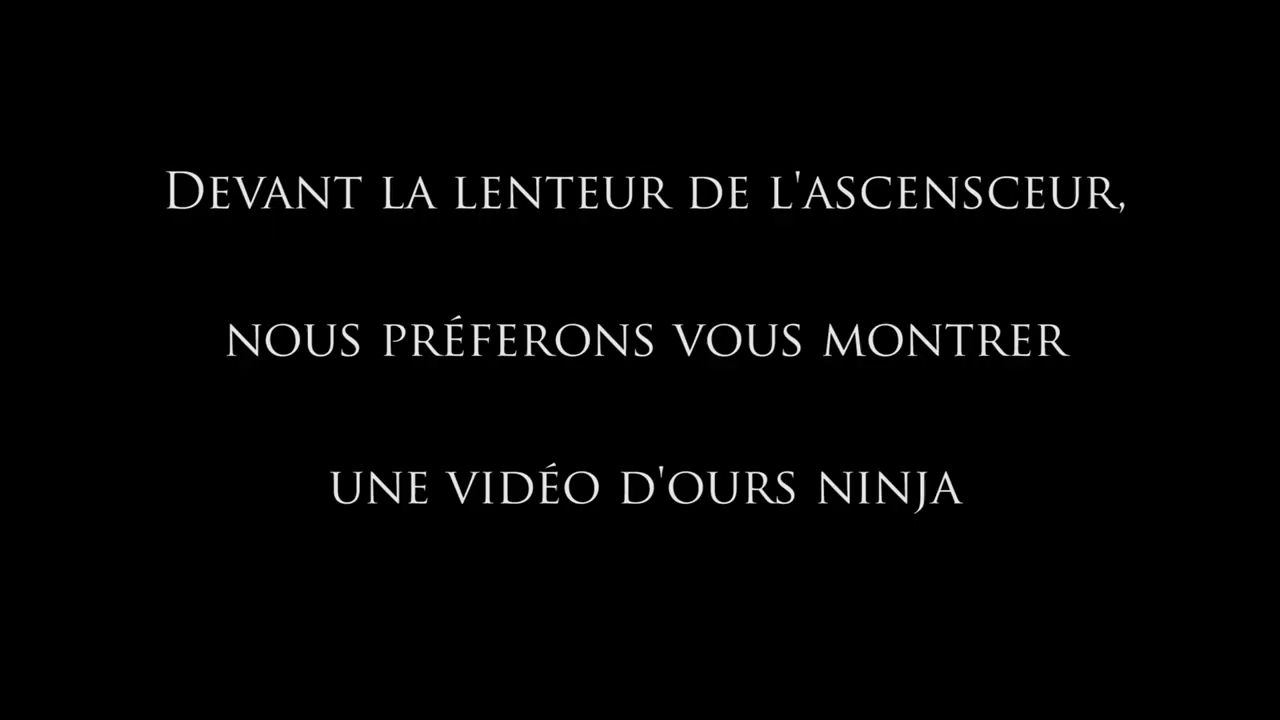 Devant la lenteur de l'ascensceur,
nous préferons vous montrer
une vidéo d'ours ninja